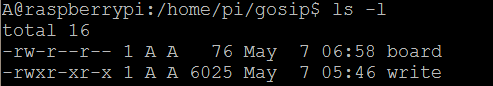 A@raspberrypi:/home/pi/gosip$ ls -l
total 16
-rw-r--r-- 1 A A   76 May  7 06:58 board
-rwxr-xr-x 1 A A 6025 May  7 05:46 write